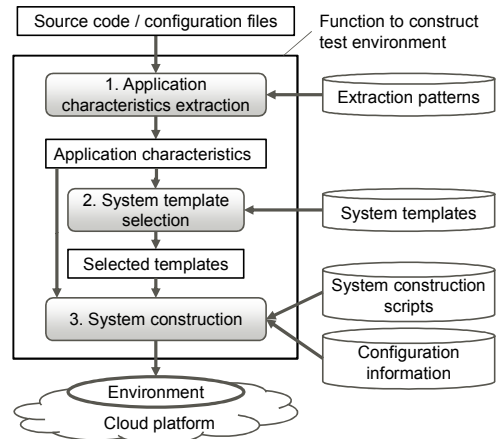 Source code / configuration files
Function to construct
test environment
1. Application
characteristics extraction
Extraction patterns
Application characteristics
2. System template
selection
System templates
Selected templates
System construction
scripts
3. System construction
Configuration
information
Environment
Cloud platform